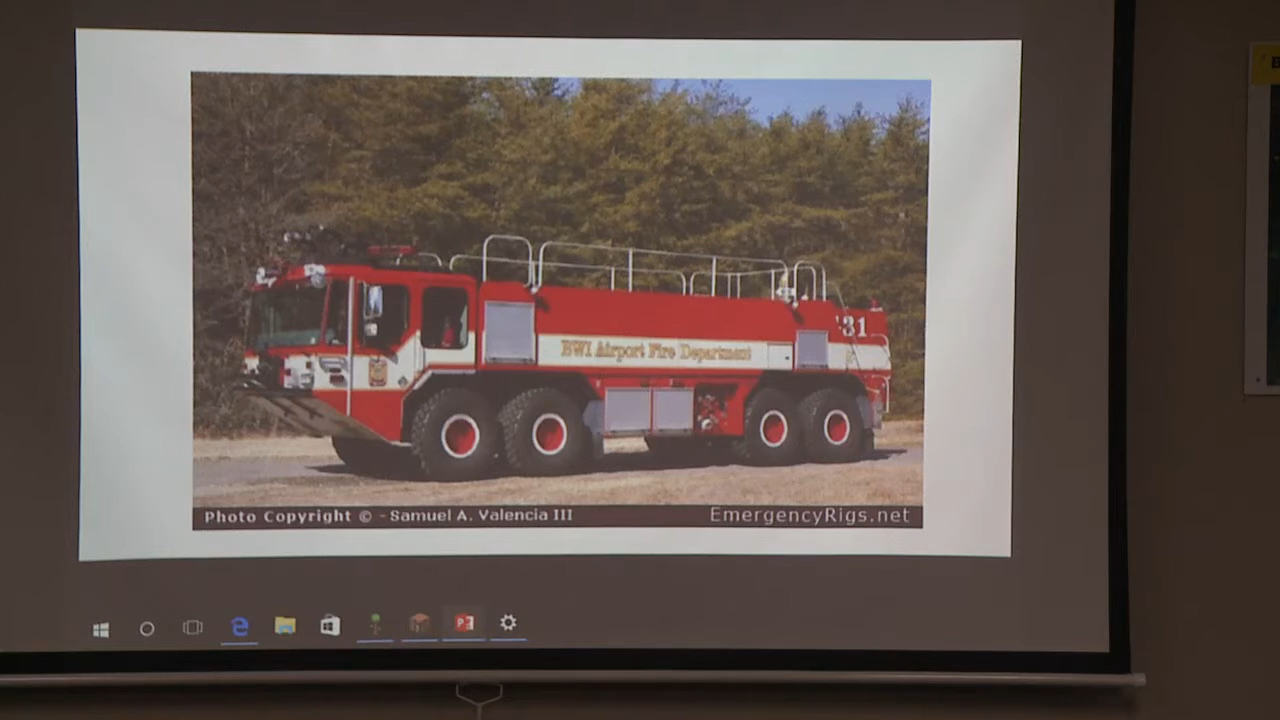 BWI Airport Fire Department
'31
Photo Copyright © - Samuel A. Valencia III
EmergencyRigs.net